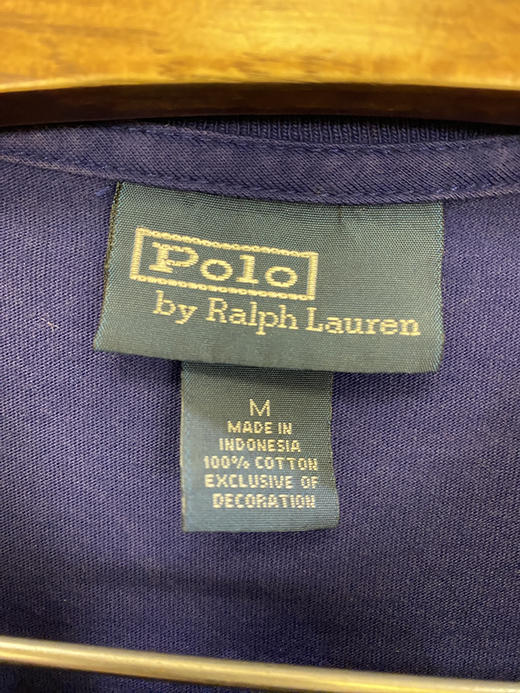 Polo
by Ralph Lauren
M
MADE IN
INDONESIA
100% COTTON
EXCLUSIVE OF
DECORATION